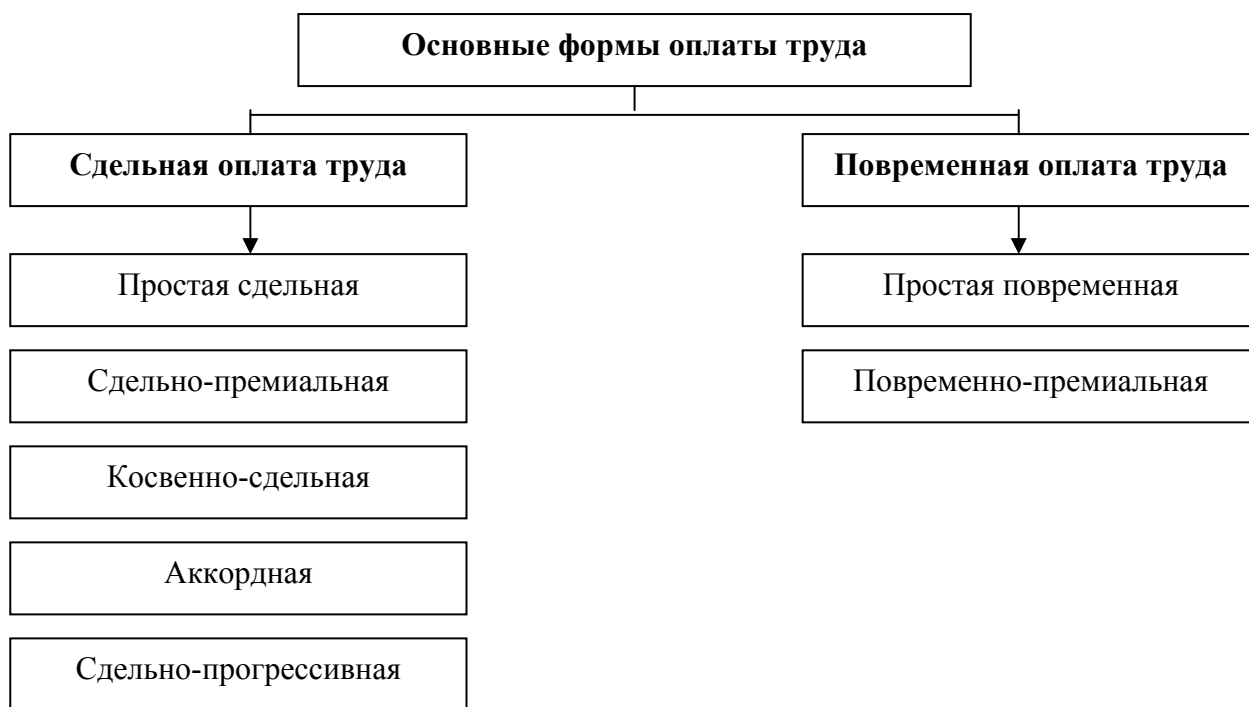 Основные формы оплаты труда
Сдельная оплата труда
Повременная оплата труда
Простая сдельная
Простая повременная
Сдельно-премиальная
Повременно-премиальная
Косвенно-сдельная
Аккордная
Сдельно-прогрессивная